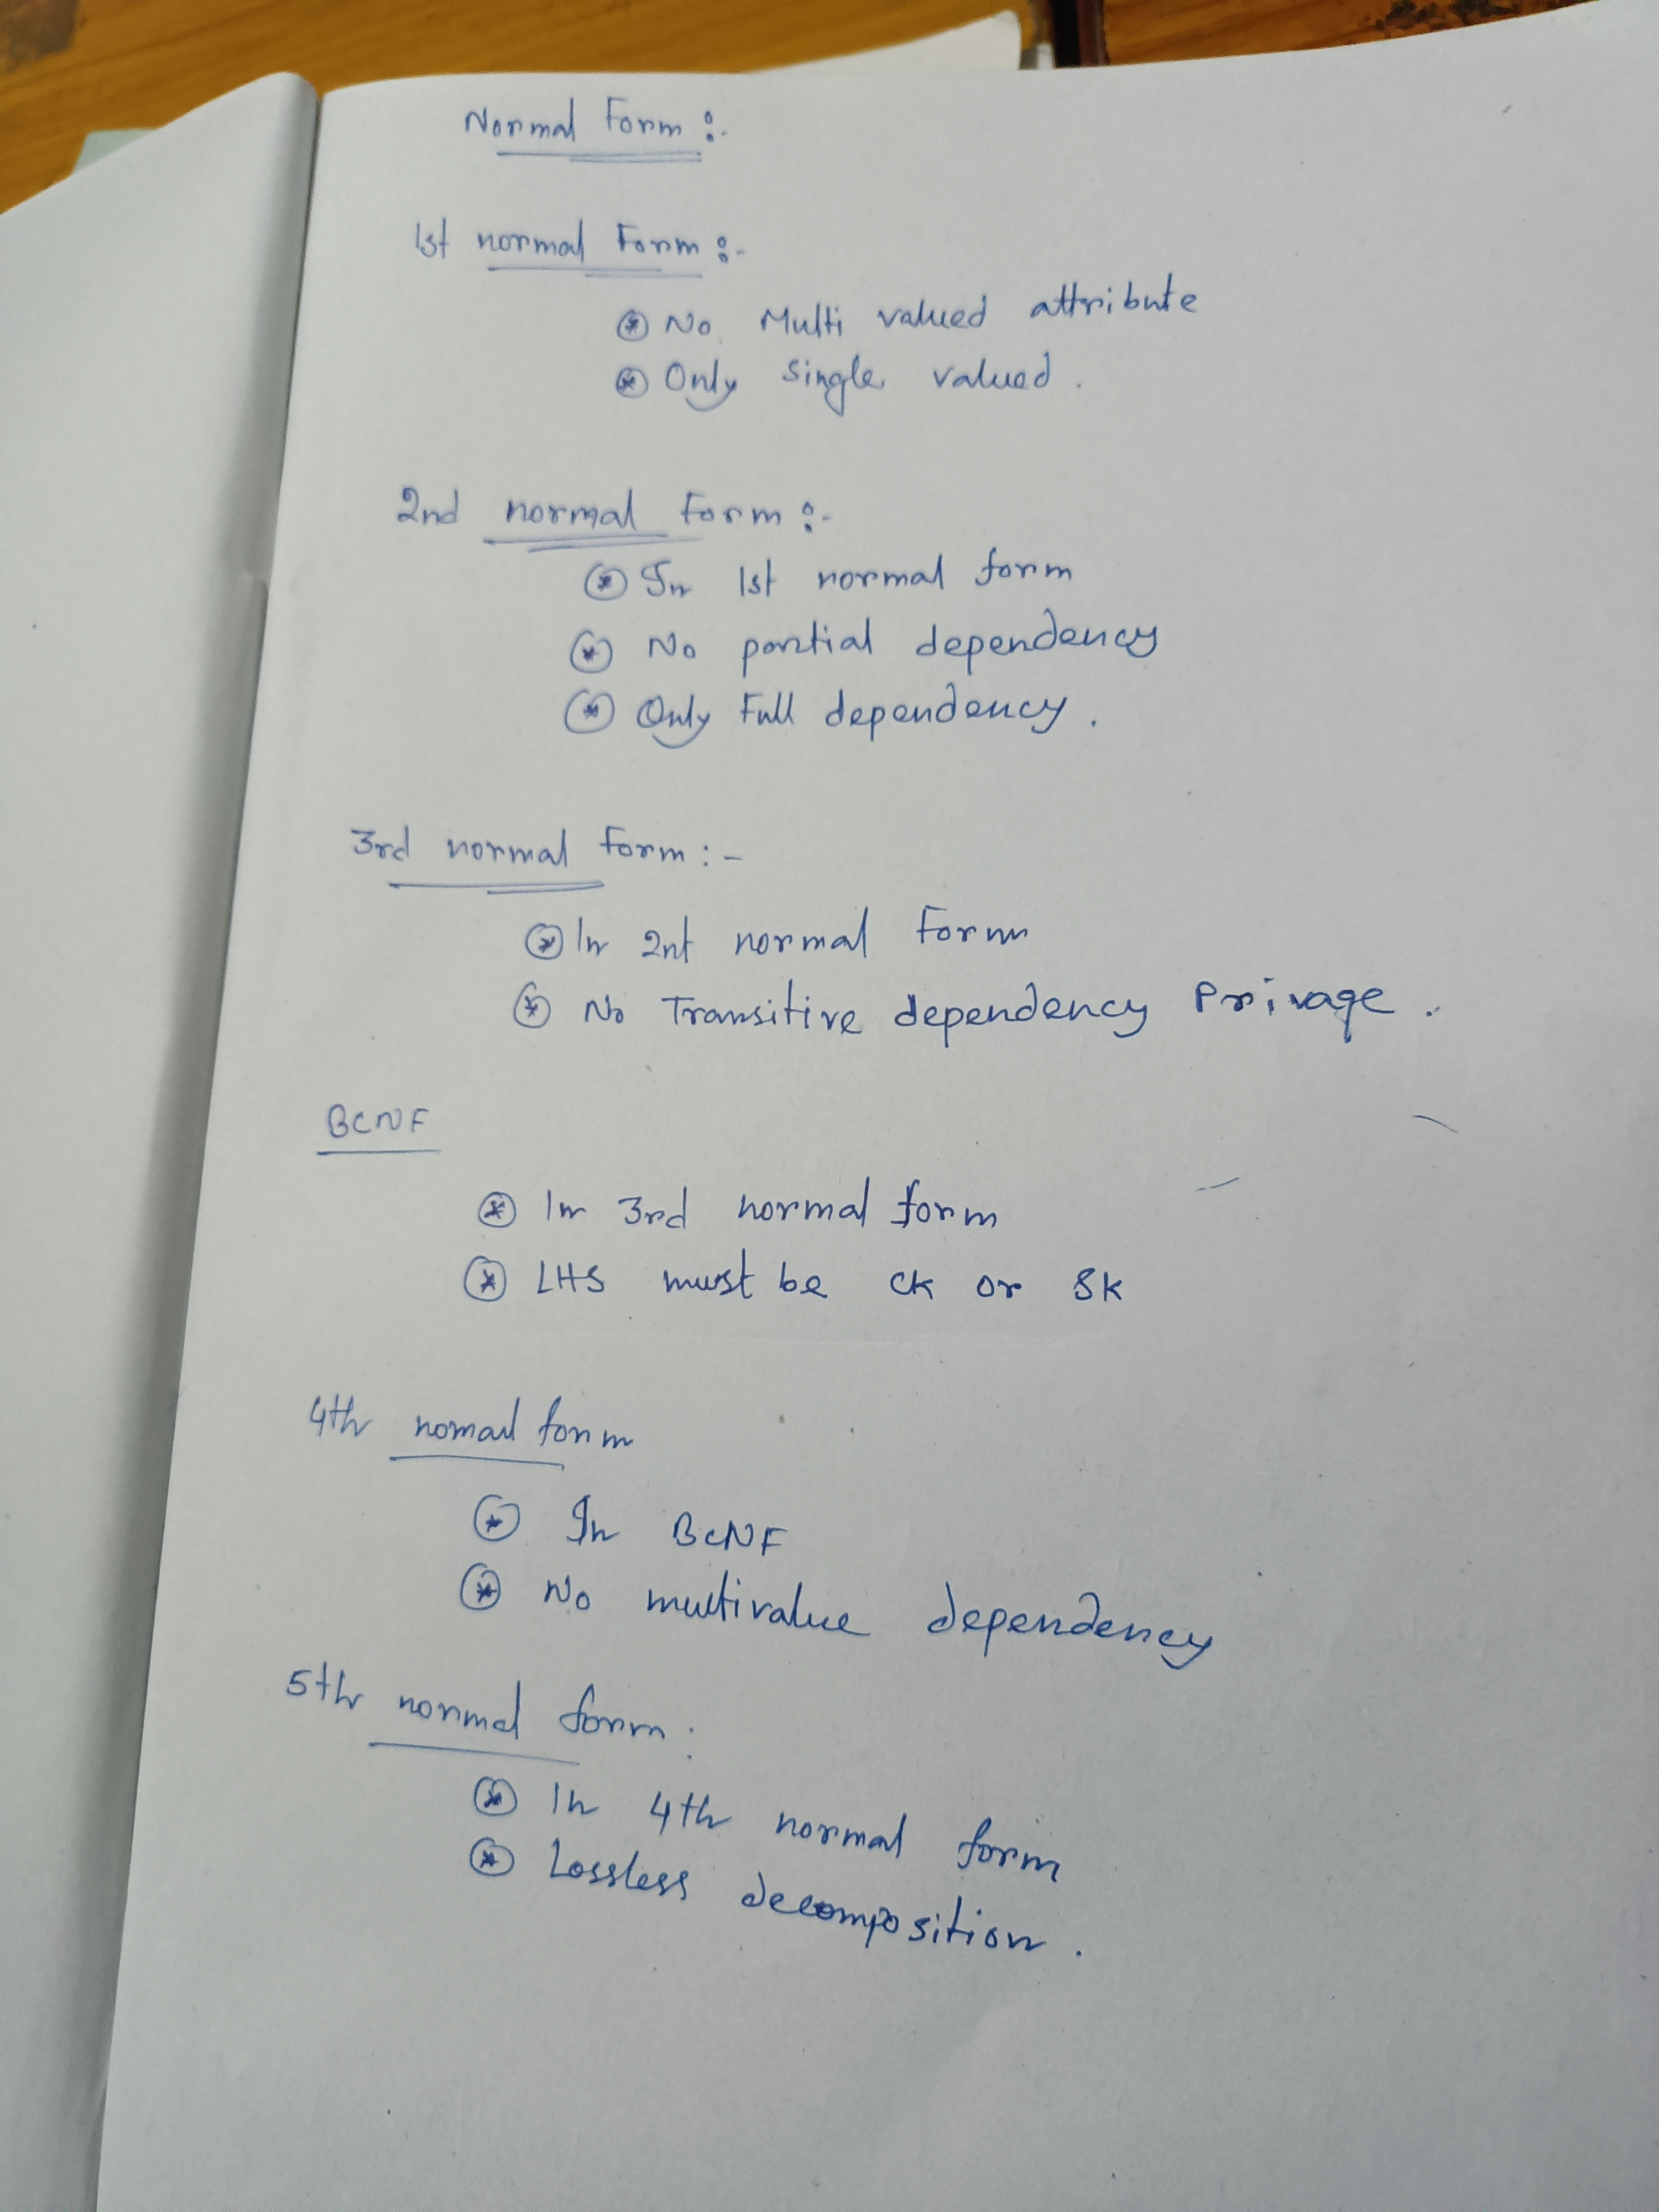 Normal Form :-
1st normal Form :-
* No Multi valued attribute
* Only single valued .
2nd normal Form :-
* In 1st normal form
* No partial dependency
* Only Full dependency .
3rd normal Form : -
* In 2nt normal Form
* No Transitive dependency Privage .
BCNF
* In 3rd normal form
* LHS must be CK or SK
4th nomal form
* In BCNF
* No multivalue dependency
5th normal form :
* In 4th normal form
* Lossless decomposition .